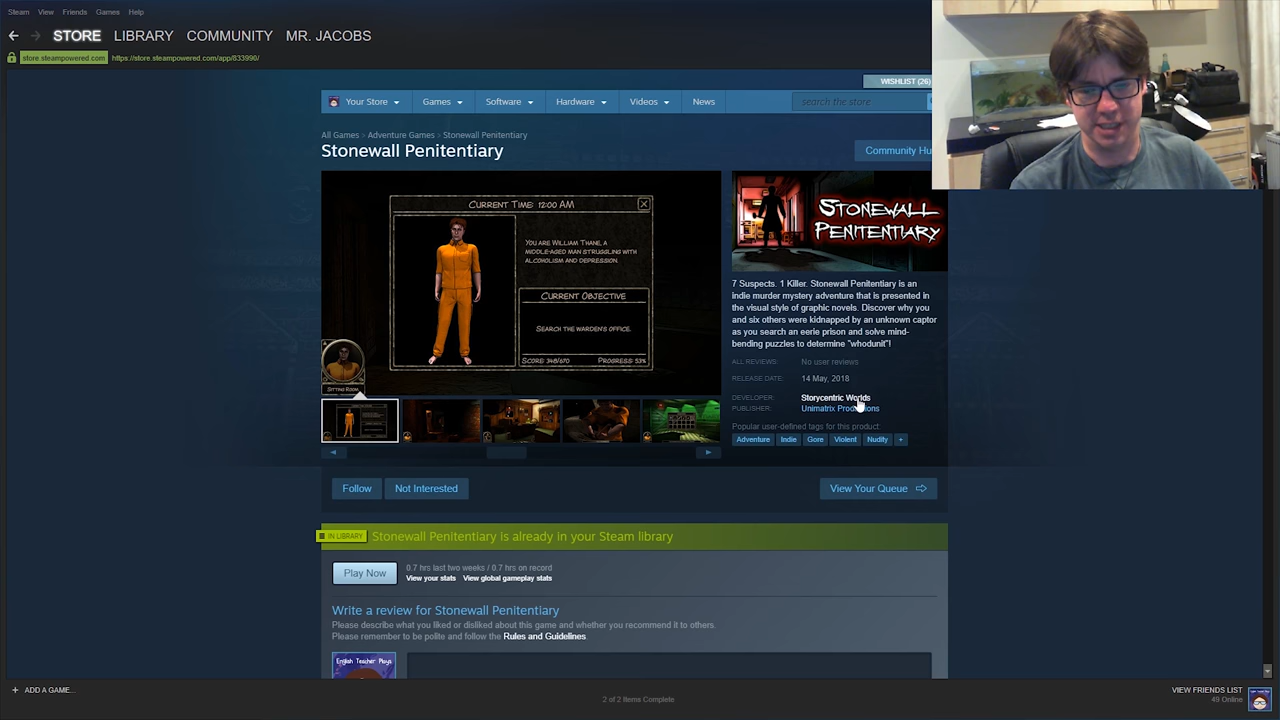 Steam View Friends Games Help
STORE LIBRARY COMMUNITY MR. JACOBS
store.steampowered.com https://store.steampowered.com/app/833990/
WISHLIST (26)
Your Store Games Software Hardware Videos News search the store
All Games > Adventure Games > Stonewall Penitentiary
Stonewall Penitentiary
Community Hu
CURRENT TIME: 12:00 AM
YOU ARE WILLIAM THANE, A
MIDDLE-AGED MAN STRUGGLING WITH
ALCOHOLISM AND DEPRESSION.
CURRENT OBJECTIVE
SEARCH THE WARDEN'S OFFICE.
SCORE: 348/670 PROGRESS: 53%
SITTING ROOM
STONEWALL
PENITENTIARY
7 Suspects. 1 Killer. Stonewall Penitentiary is an
indie murder mystery adventure that is presented in
the visual style of graphic novels. Discover why you
and six others were kidnapped by an unknown captor
as you search an eerie prison and solve mind-
bending puzzles to determine "whodunit"!
ALL REVIEWS: No user reviews
RELEASE DATE: 14 May, 2018
DEVELOPER: Storycentric Worlds
PUBLISHER: Unimatrix Productions
Popular user-defined tags for this product:
Adventure Indie Gore Violent Nudity +
Follow Not Interested View Your Queue
IN LIBRARY Stonewall Penitentiary is already in your Steam library
Play Now
0.7 hrs last two weeks / 0.7 hrs on record
View your stats View global gameplay stats
Write a review for Stonewall Penitentiary
Please describe what you liked or disliked about this game and whether you recommend it to others.
Please remember to be polite and follow the Rules and Guidelines.
English Teacher Plays
+ ADD A GAME...
2 of 2 Items Complete
VIEW FRIENDS LIST
49 Online